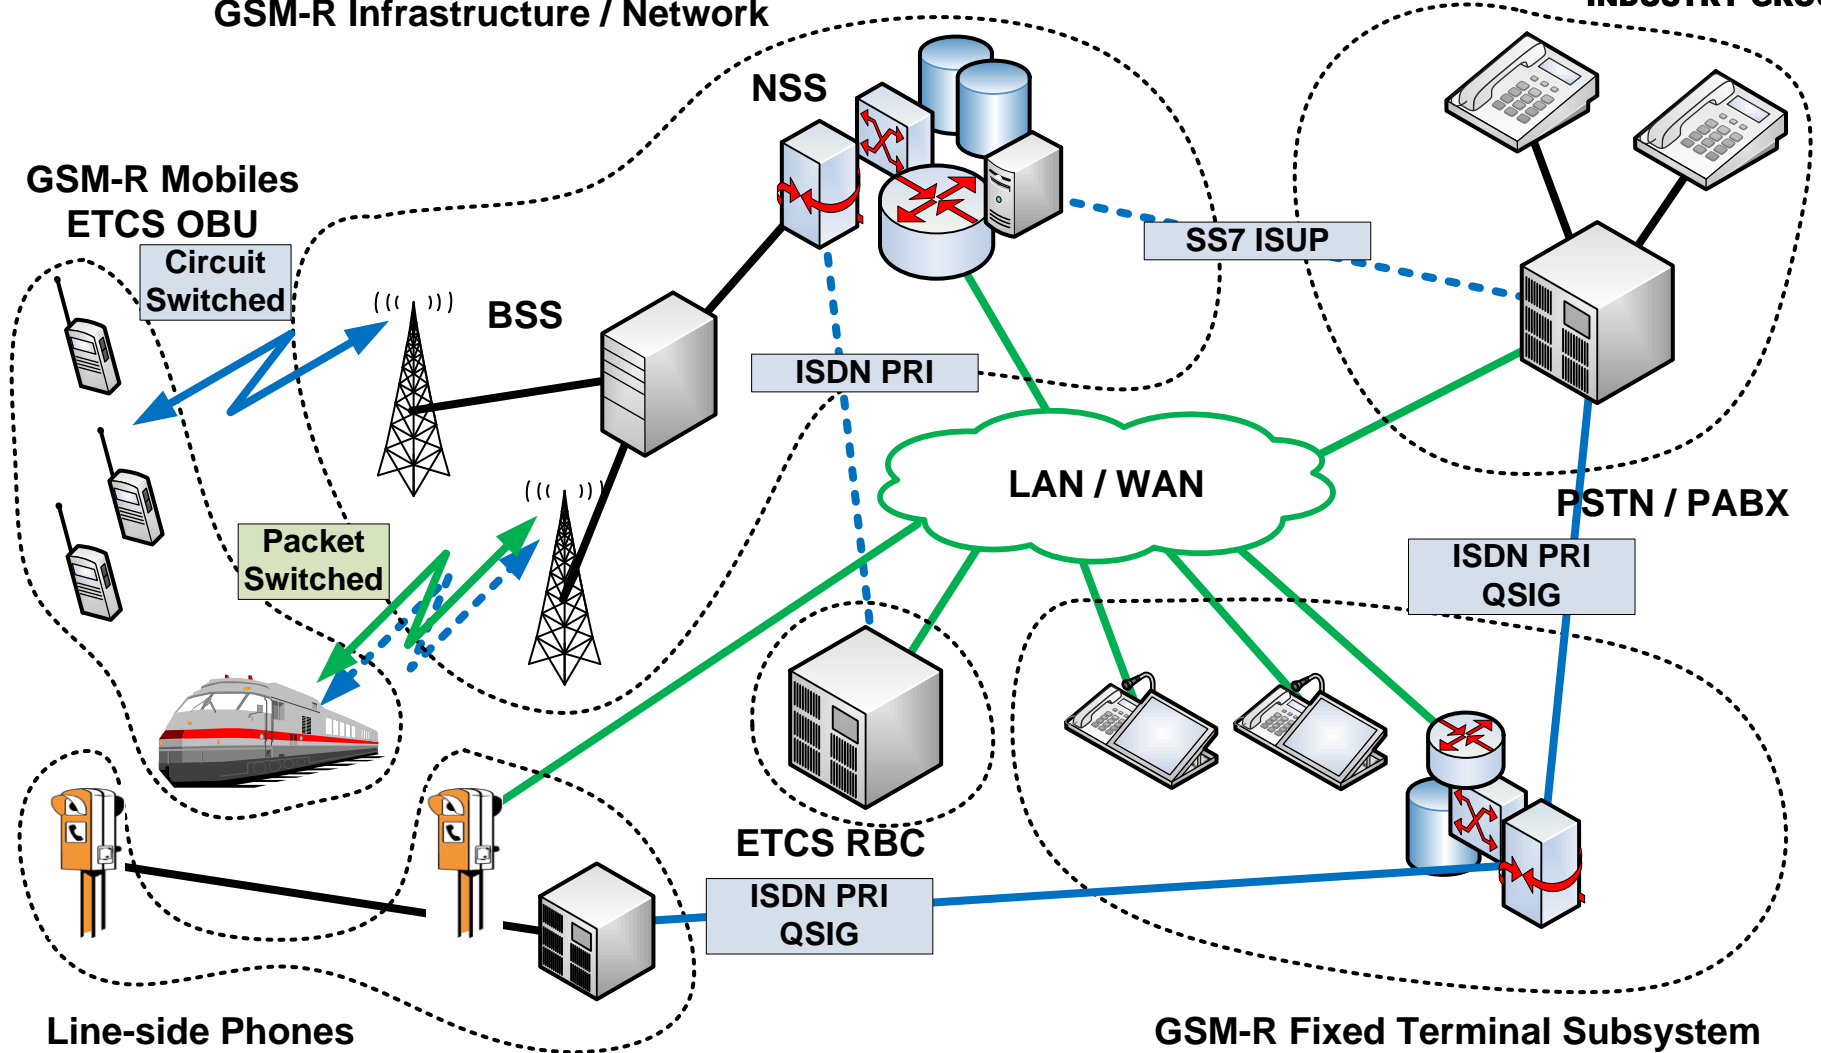 GSM-R Infrastructure / Network
NSS
GSM-R Mobiles
ETCS OBU
Circuit
Switched
SS7 ISUP
BSS
ISDN PRI
LAN / WAN
PSTN / PABX
Packet
Switched
ISDN PRI
QSIG
ETCS RBC
ISDN PRI
QSIG
Line-side Phones
GSM-R Fixed Terminal Subsystem